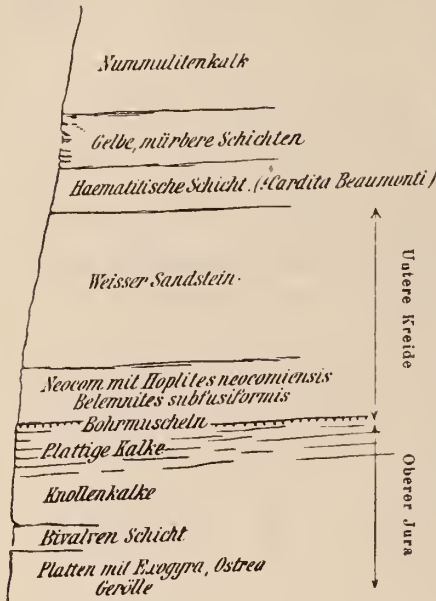 Nummulitenkalk
Gelbe, mürbere Schichten
Haematitische Schicht. (? Cardita Beaumonti)
Weisser Sandstein.
Untere Kreide
Neocom. mit Hoplites neocomiensis
Belemnites subfusiformis
Bohrmuscheln
Plattige Kalke
Knollenkalke
Oberer Jura
Bivalven Schicht
Platten mit Exogyra, Ostrea
Gerölle